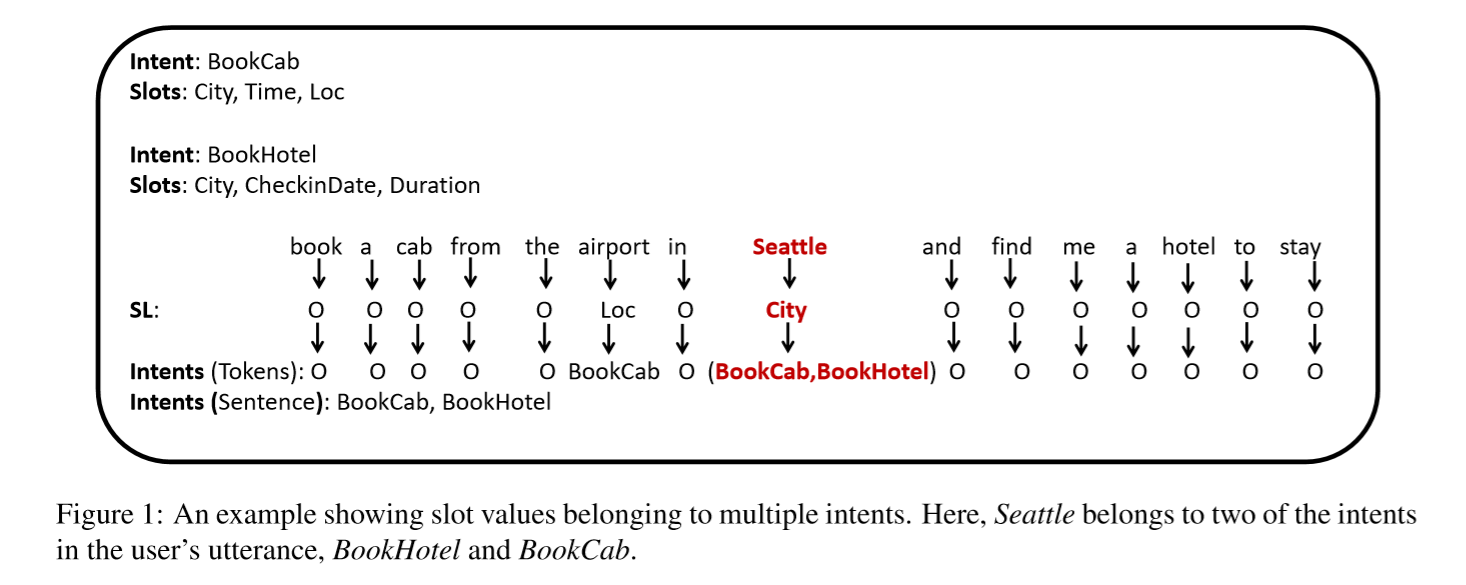 Intent: BookCab
Slots: City, Time, Loc
Intent: BookHotel
Slots: City, CheckinDate, Duration
book a cab from the airport in Seattle and find me a hotel to stay
SL: O O O O O Loc O City O O O O O O O
Intents (Tokens): O O O O O BookCab O (BookCab,BookHotel) O O O O O O O
Intents (Sentence): BookCab, BookHotel
Figure 1: An example showing slot values belonging to multiple intents. Here, Seattle belongs to two of the intents
in the user's utterance, BookHotel and BookCab.